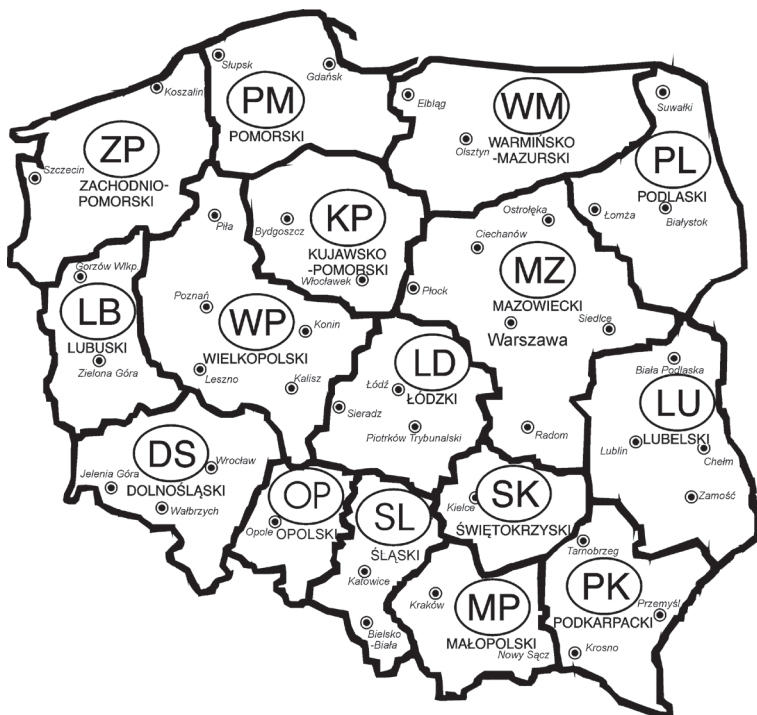 Słupsk
Gdańsk
PM
POMORSKI
Koszalin
Elbląg
WM
Olsztyn
WARMIŃSKO
-MAZURSKI
Suwałki
ZP
Szczecin
ZACHODNIO-
POMORSKI
PL
PODLASKI
Łomża
Białystok
Piła
Bydgoszcz
KP
KUJAWSKO
-POMORSKI
Włocławek
Ostrołęka
Ciechanów
MZ
MAZOWIECKI
Płock
Warszawa
Siedlce
Radom
Gorzów Wlkp.
LB
LUBUSKI
Zielona Góra
Poznań
WP
Konin
WIELKOPOLSKI
Leszno
Kalisz
LD
Łódź
ŁÓDZKI
Sieradz
Piotrków Trybunalski
Biała Podlaska
LU
LUBELSKI
Lublin
Chełm
Zamość
DS
Wrocław
Jelenia Góra
DOLNOŚLĄSKI
Wałbrzych
OP
Opole
OPOLSKI
SL
ŚLĄSKI
Katowice
Bielsko
-Biała
SK
Kielce
ŚWIĘTOKRZYSKI
Kraków
MP
MAŁOPOLSKI
Nowy Sącz
Tarnobrzeg
PK
Przemyśl
PODKARPACKI
Krosno